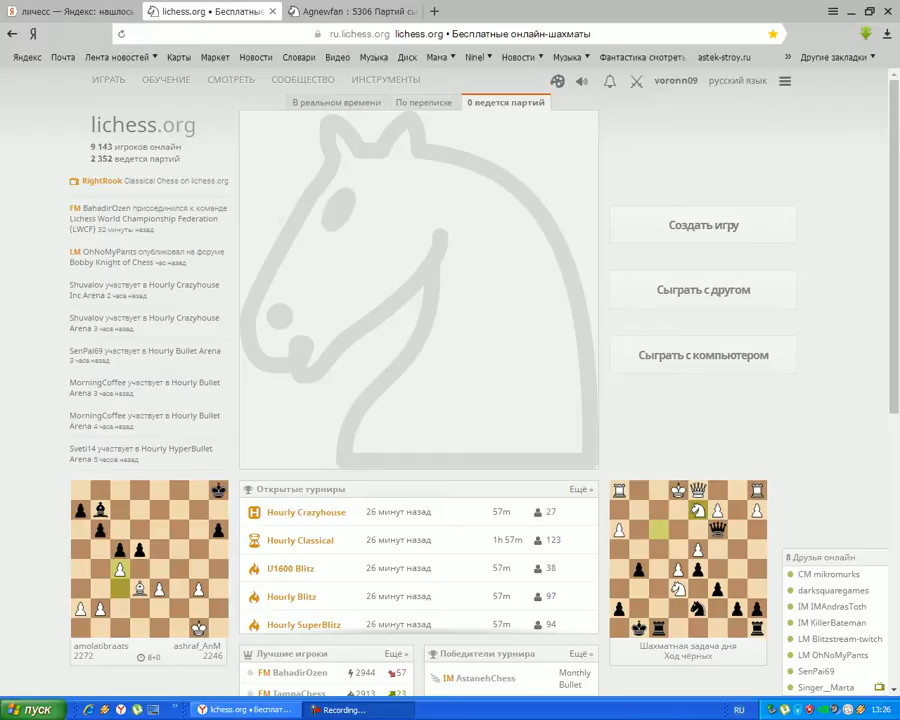 личесс — Яндекс: нашлось
lichess.org • Бесплатные
Agnewfan : 5306 Партий сы
ru.lichess.org lichess.org • Бесплатные онлайн-шахматы
Яндекс Почта Лента новостей Карты Маркет Новости Словари Видео Музыка Диск Мама Ninel Новости Музыка Фантастика смотреть astek-stroy.ru » Другие закладки
ИГРАТЬ ОБУЧЕНИЕ СМОТРЕТЬ СООБЩЕСТВО ИНСТРУМЕНТЫ
voronn09 русский язык
В реальном времени По переписке 0 ведется партий
lichess.org
9 143 игроков онлайн
2 352 ведется партий
RightRook Classical Chess on lichess.org
FM BahadirOzen присоединился к команде
Lichess World Championship Federation
(LWCF) 32 минуты назад
LM OhNoMyPants опубликовал на форуме
Bobby Knight of Chess час назад
Shuvalov участвует в Hourly Crazyhouse
Inc Arena 2 часа назад
Shuvalov участвует в Hourly Crazyhouse
Arena 3 часа назад
SenPai69 участвует в Hourly Bullet Arena
3 часа назад
MorningCoffee участвует в Hourly Bullet
Arena 3 часа назад
MorningCoffee участвует в Hourly Bullet
Arena 4 часа назад
Sveti14 участвует в Hourly HyperBullet
Arena 5 часов назад
Создать игру
Сыграть с другом
Сыграть с компьютером
amolatibraats
2272
8+0
ashraf_AnM
2246
Открытые турниры Ещё »
Hourly Crazyhouse 26 минут назад 57m 27
Hourly Classical 26 минут назад 1h 57m 123
U1600 Blitz 26 минут назад 57m 38
Hourly Blitz 26 минут назад 57m 97
Hourly SuperBlitz 26 минут назад 57m 94
Лучшие игроки Ещё »
FM BahadirOzen 2944 57
FM TampaChess 2913 23
Победители турнира
IM AstanehChess Monthly
Bullet
Шахматная задача дня
Ход чёрных
8 Друзья онлайн
CM mikromurks
darksquaregames
IM IMAndrasToth
IM KillerBateman
LM Blitzstream-twitch
LM OhNoMyPants
SenPai69
Singer__Marta
пуск
lichess.org • Бесплат...
Recording...
RU
13:26